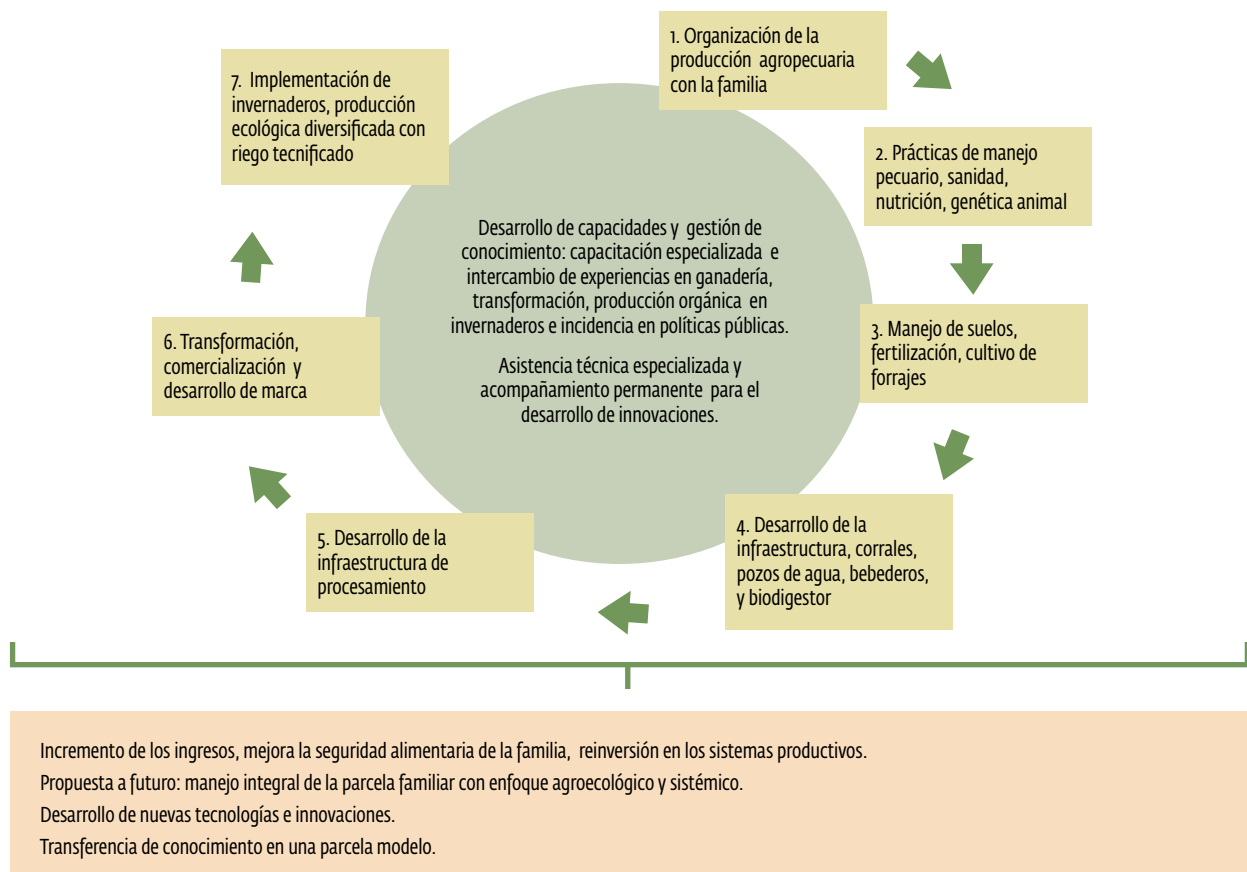 1. Organización de la
producción agropecuaria
con la familia
2. Prácticas de manejo
pecuario, sanidad,
nutrición, genética animal
3. Manejo de suelos,
fertilización, cultivo de
forrajes
4. Desarrollo de la
infraestructura, corrales,
pozos de agua, bebederos,
y biodigestor
5. Desarrollo de la
infraestructura de
procesamiento
6. Transformación,
comercialización y
desarrollo de marca
7. Implementación de
invernaderos, producción
ecológica diversificada con
riego tecnificado
Desarrollo de capacidades y gestión de
conocimiento: capacitación especializada e
intercambio de experiencias en ganadería,
transformación, producción orgánica en
invernaderos e incidencia en políticas públicas.
Asistencia técnica especializada y
acompañamiento permanente para el
desarrollo de innovaciones.
Incremento de los ingresos, mejora la seguridad alimentaria de la familia, reinversión en los sistemas productivos.
Propuesta a futuro: manejo integral de la parcela familiar con enfoque agroecológico y sistémico.
Desarrollo de nuevas tecnologías e innovaciones.
Transferencia de conocimiento en una parcela modelo.